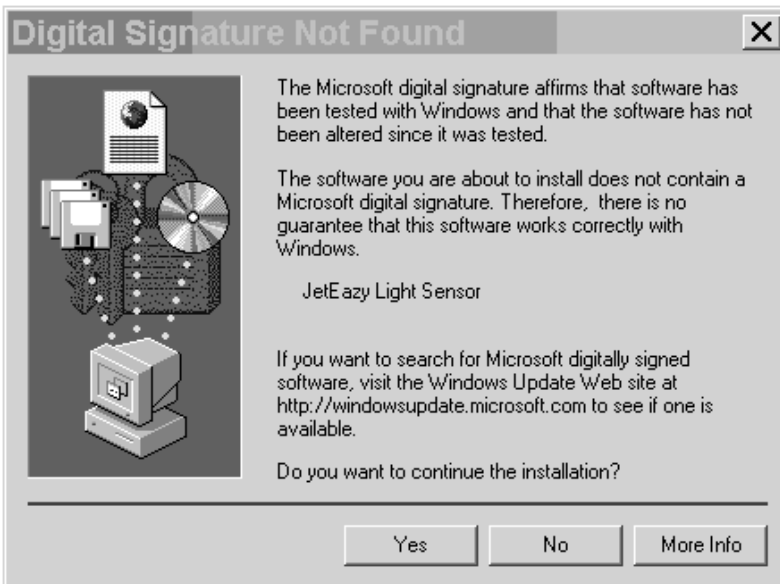 Digital Signature Not Found
The Microsoft digital signature affirms that software has
been tested with Windows and that the software has not
been altered since it was tested.
The software you are about to install does not contain a
Microsoft digital signature. Therefore,  there is no
guarantee that this software works correctly with
Windows.
JetEazy Light Sensor
If you want to search for Microsoft digitally signed
software, visit the Windows Update Web site at
http://windowsupdate.microsoft.com to see if one is
available.
Do you want to continue the installation?
Yes No More Info